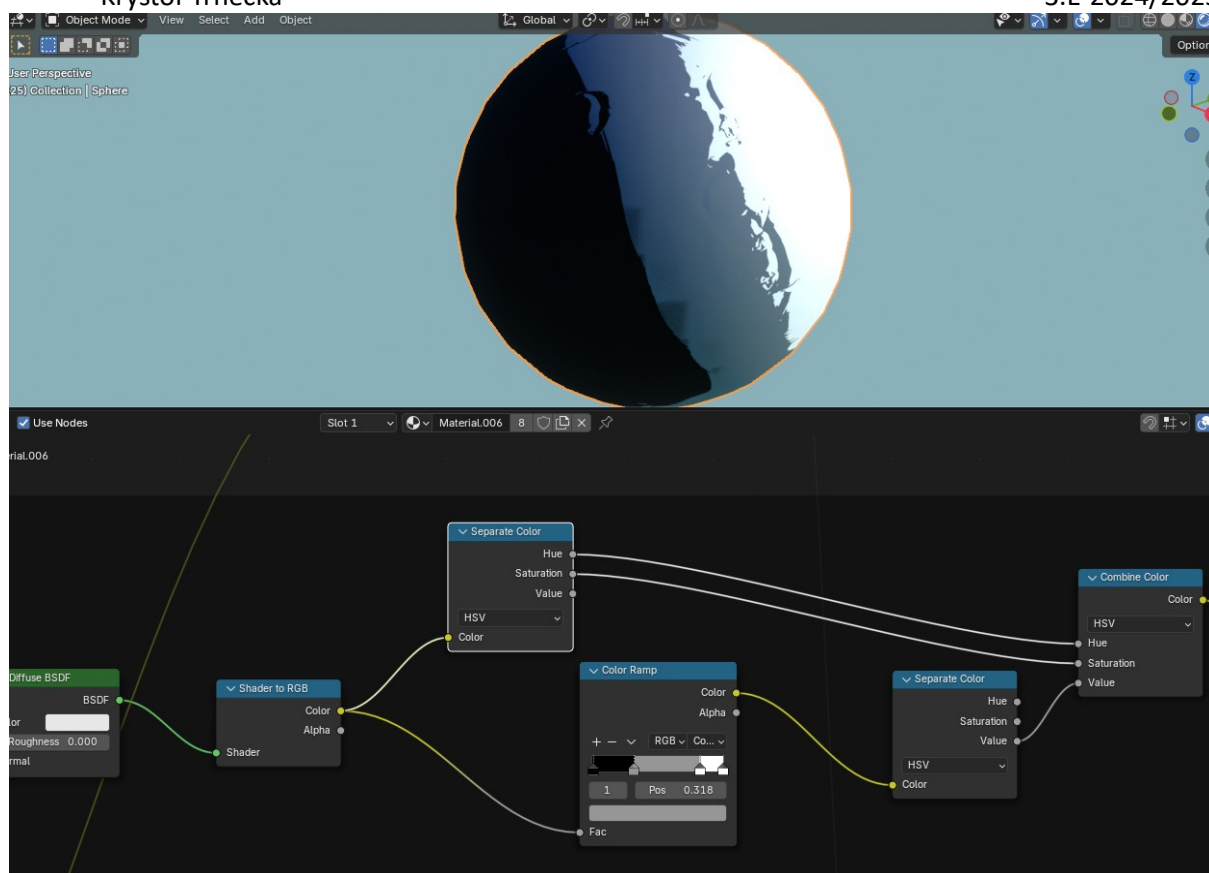 Object Mode View Select Add Object Global
Option
User Perspective
25) Collection | Sphere
Z
Use Nodes Slot 1 Material.006 8
rial.006
Separate Color
Hue
Saturation
Value
HSV
Color
Combine Color
Color
HSV
Hue
Saturation
Value
Diffuse BSDF
BSDF
lor
Roughness 0.000
rmal
Shader to RGB
Color
Alpha
Shader
Color Ramp
Color
Alpha
RGB Co...
1 Pos 0.318
Fac
Separate Color
Hue
Saturation
Value
HSV
Color